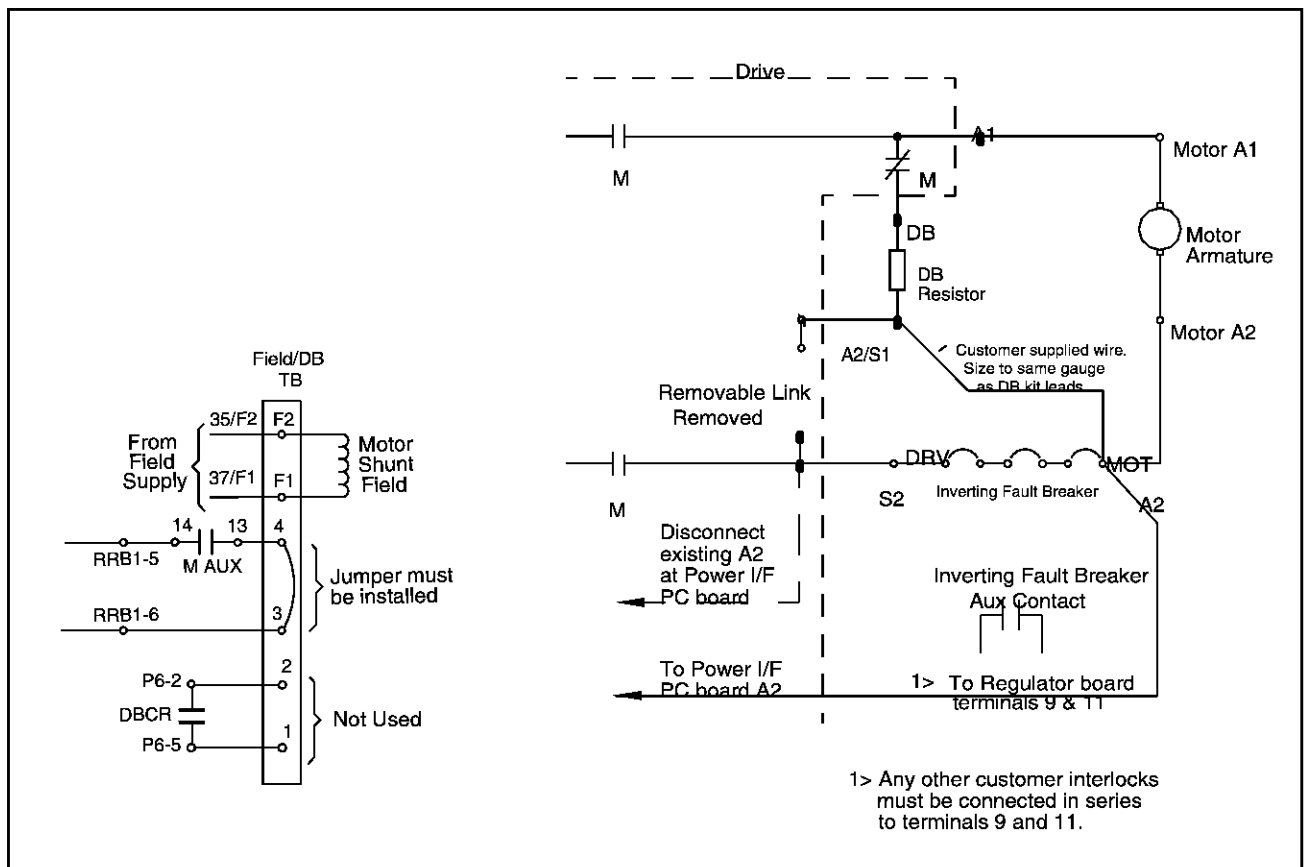 Drive
A1
Motor A1
M
M
DB
Motor
Armature
DB
Resistor
Motor A2
A2/S1
Customer supplied wire.
Size to same gauge
as DB kit leads
Removable Link
Removed
DRV
MOT
S2
Inverting Fault Breaker
A2
M
Disconnect
existing A2
at Power I/F
PC board
Inverting Fault Breaker
Aux Contact
To Power I/F
PC board A2
1> To Regulator board
terminals 9 & 11
1> Any other customer interlocks
must be connected in series
to terminals 9 and 11.
Field/DB
TB
35/F2
F2
From
Field
Supply
Motor
Shunt
Field
37/F1
F1
14
13
4
RRB1-5
M AUX
Jumper must
be installed
RRB1-6
3
P6-2
2
DBCR
Not Used
P6-5
1